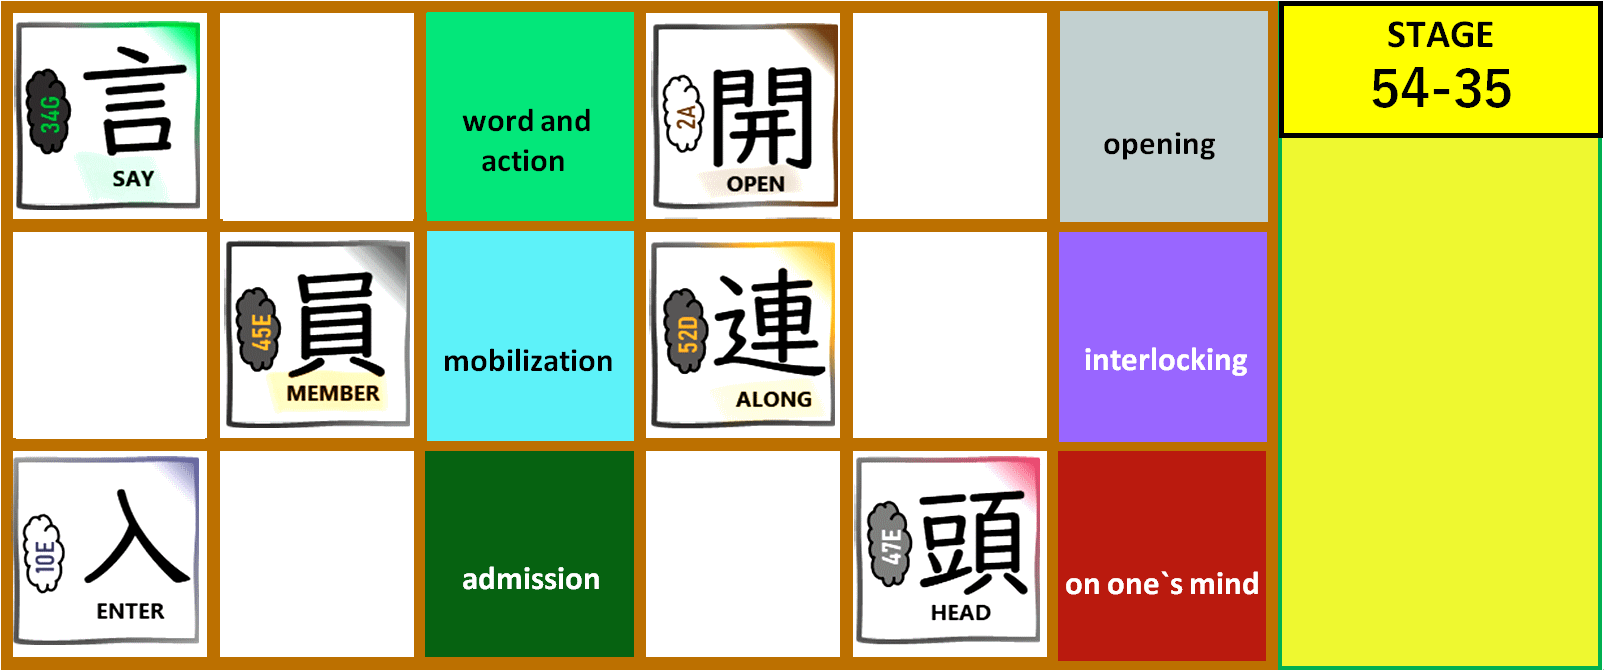 34G
言
SAY
word and
action
2A
開
OPEN
opening
STAGE
54-35
45E
員
MEMBER
mobilization
52D
連
ALONG
interlocking
10E
入
ENTER
admission
47E
頭
HEAD
on one`s mind